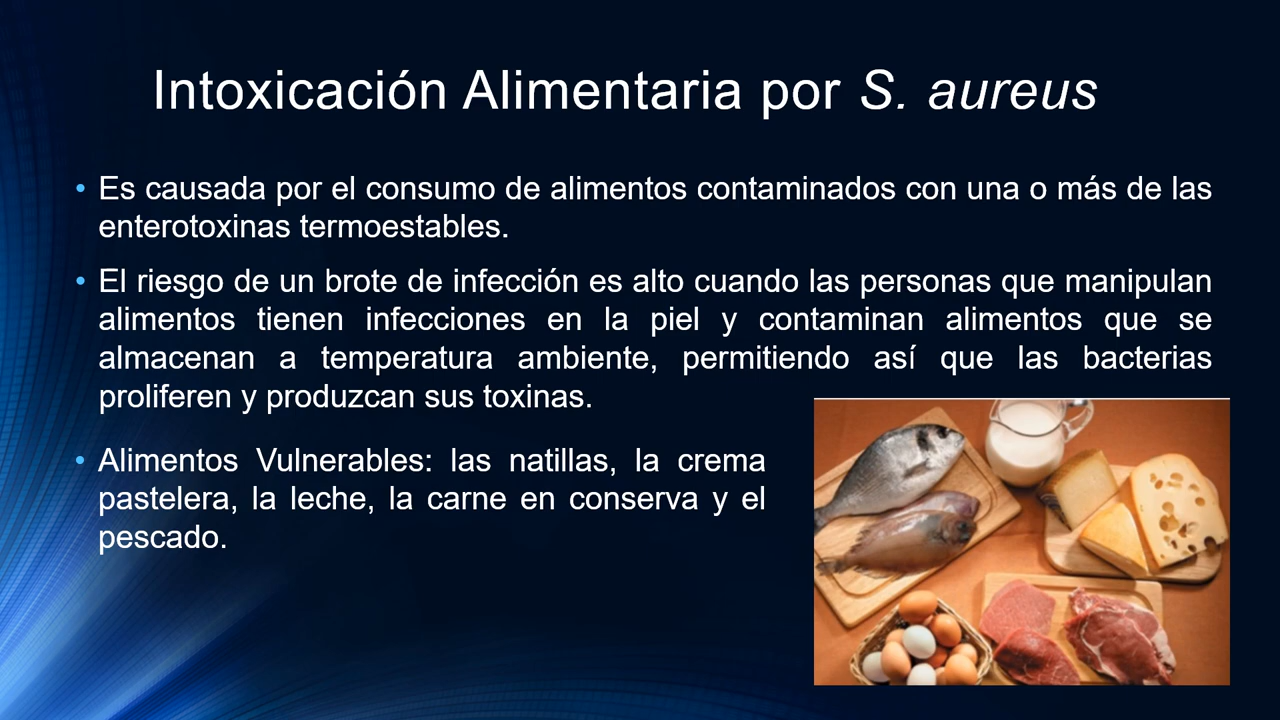 Intoxicación Alimentaria por S. aureus
• Es causada por el consumo de alimentos contaminados con una o más de las
enterotoxinas termoestables.
• El riesgo de un brote de infección es alto cuando las personas que manipulan
alimentos tienen infecciones en la piel y contaminan alimentos que se
almacenan a temperatura ambiente, permitiendo así que las bacterias
proliferen y produzcan sus toxinas.
• Alimentos Vulnerables: las natillas, la crema
pastelera, la leche, la carne en conserva y el
pescado.